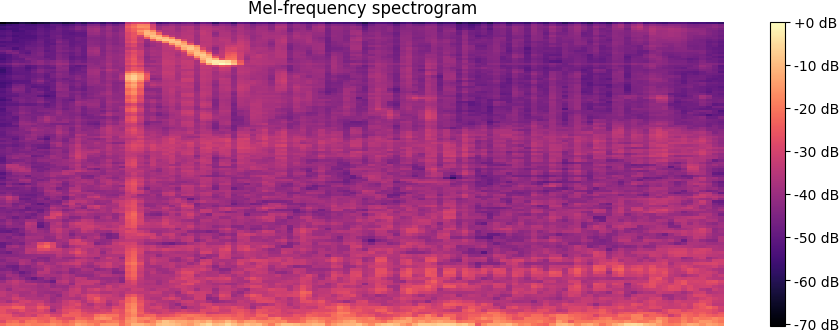 Mel-frequency spectrogram
+0 dB
-10 dB
-20 dB
-30 dB
-40 dB
-50 dB
-60 dB
-70 dB